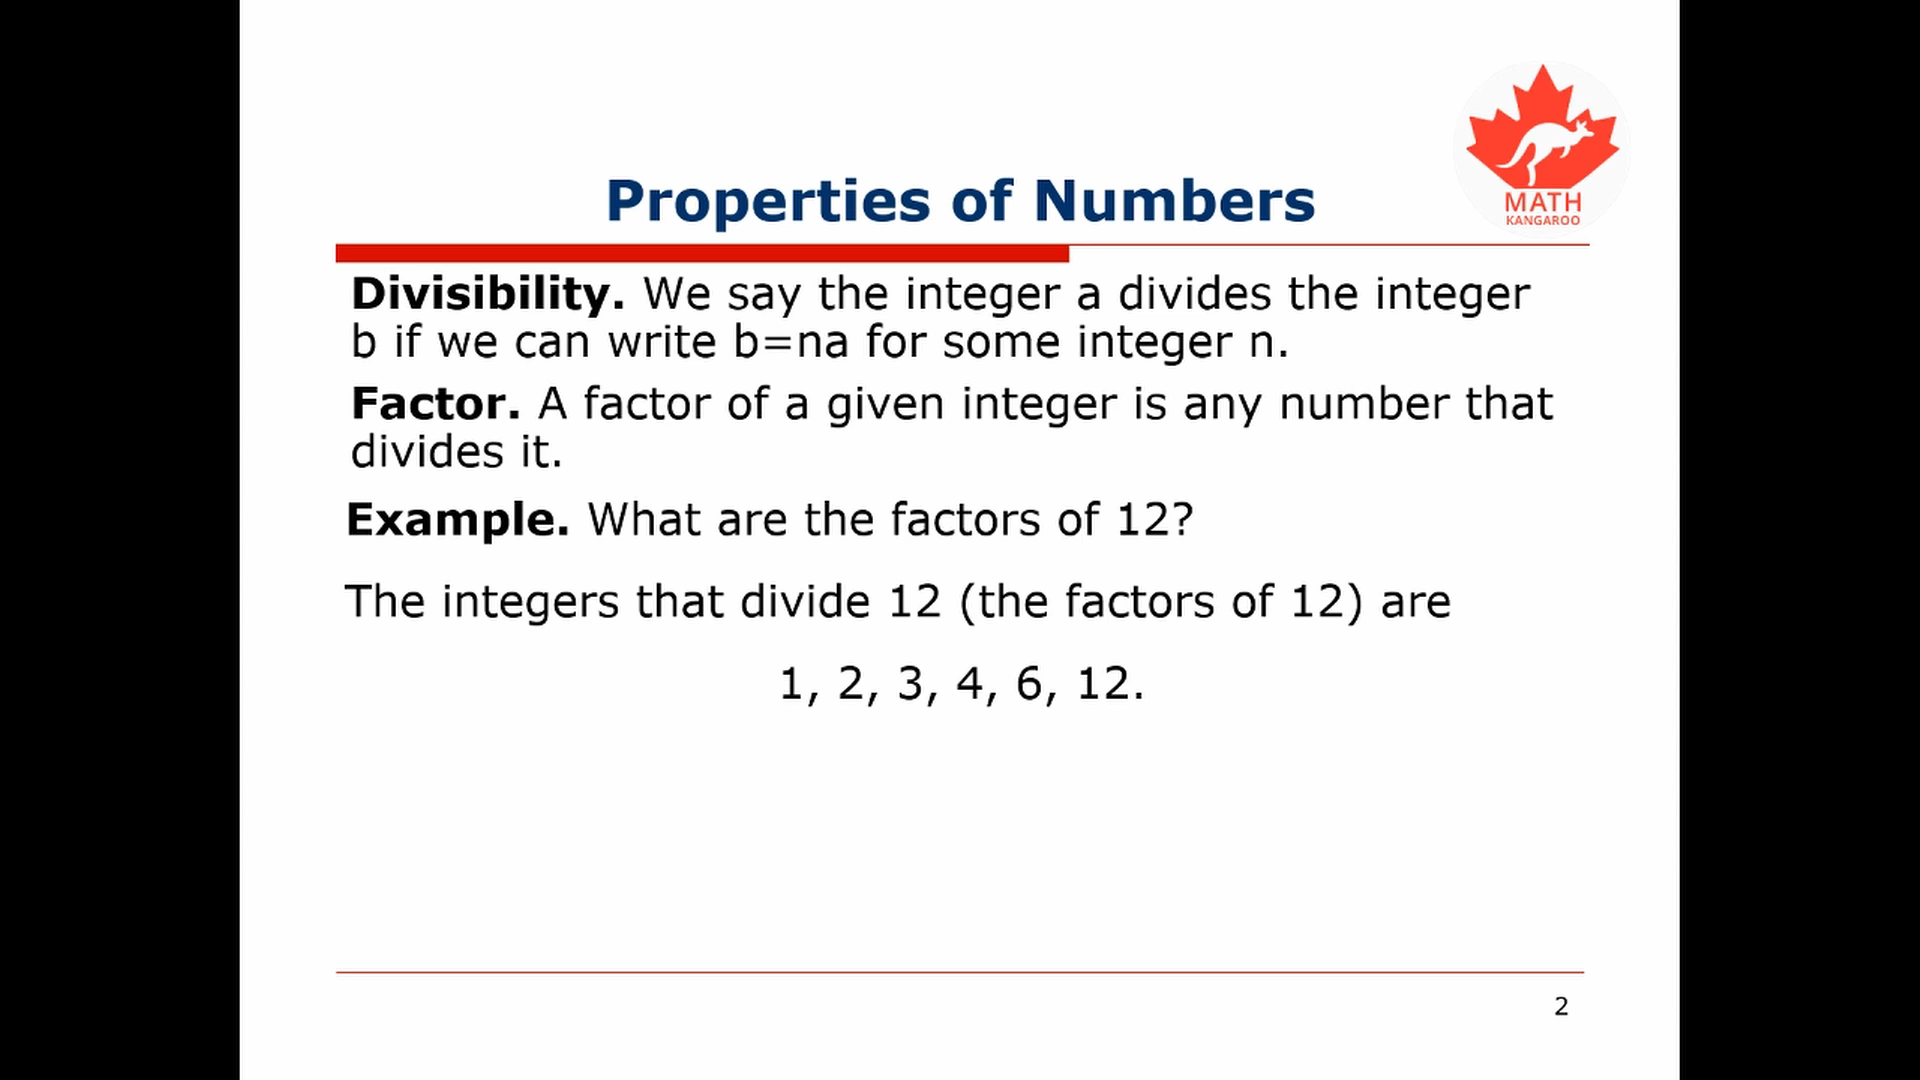 MATH
KANGAROO
Properties of Numbers
Divisibility. We say the integer a divides the integer
b if we can write b=na for some integer n.
Factor. A factor of a given integer is any number that
divides it.
Example. What are the factors of 12?
The integers that divide 12 (the factors of 12) are
1, 2, 3, 4, 6, 12.
2